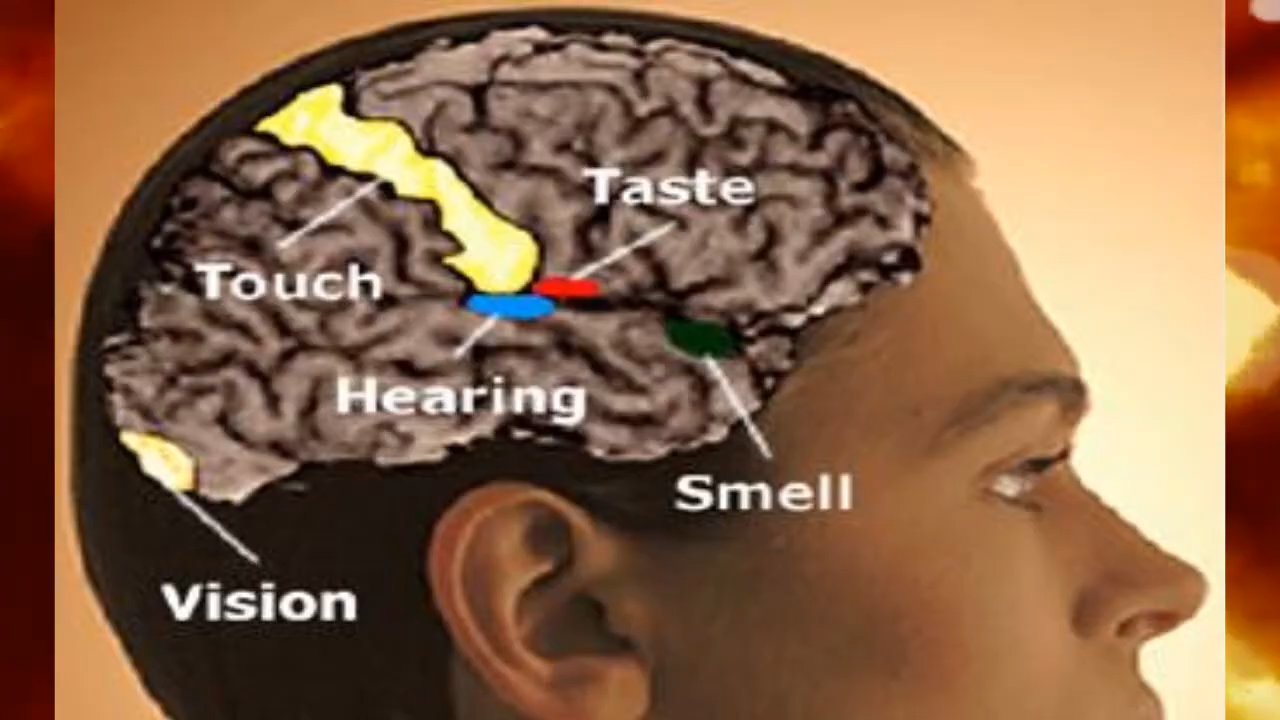 Taste
Touch
Hearing
Smell
Vision